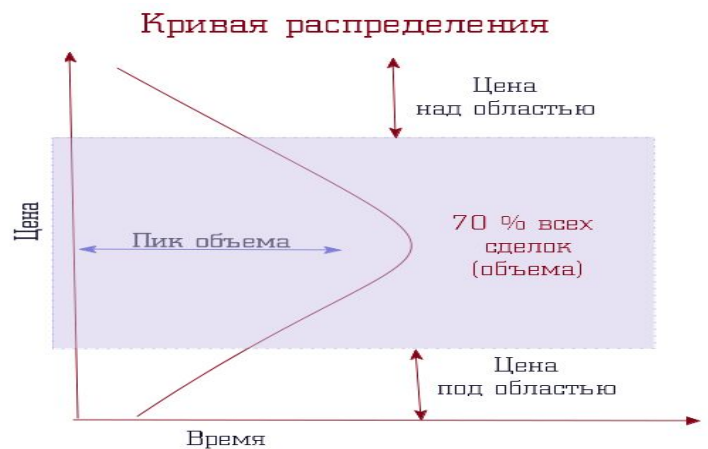 Кривая распределения
Цена
над областью
Цена
Пик объема
70 % всех
сделок
(объема)
Цена
под областью
Время